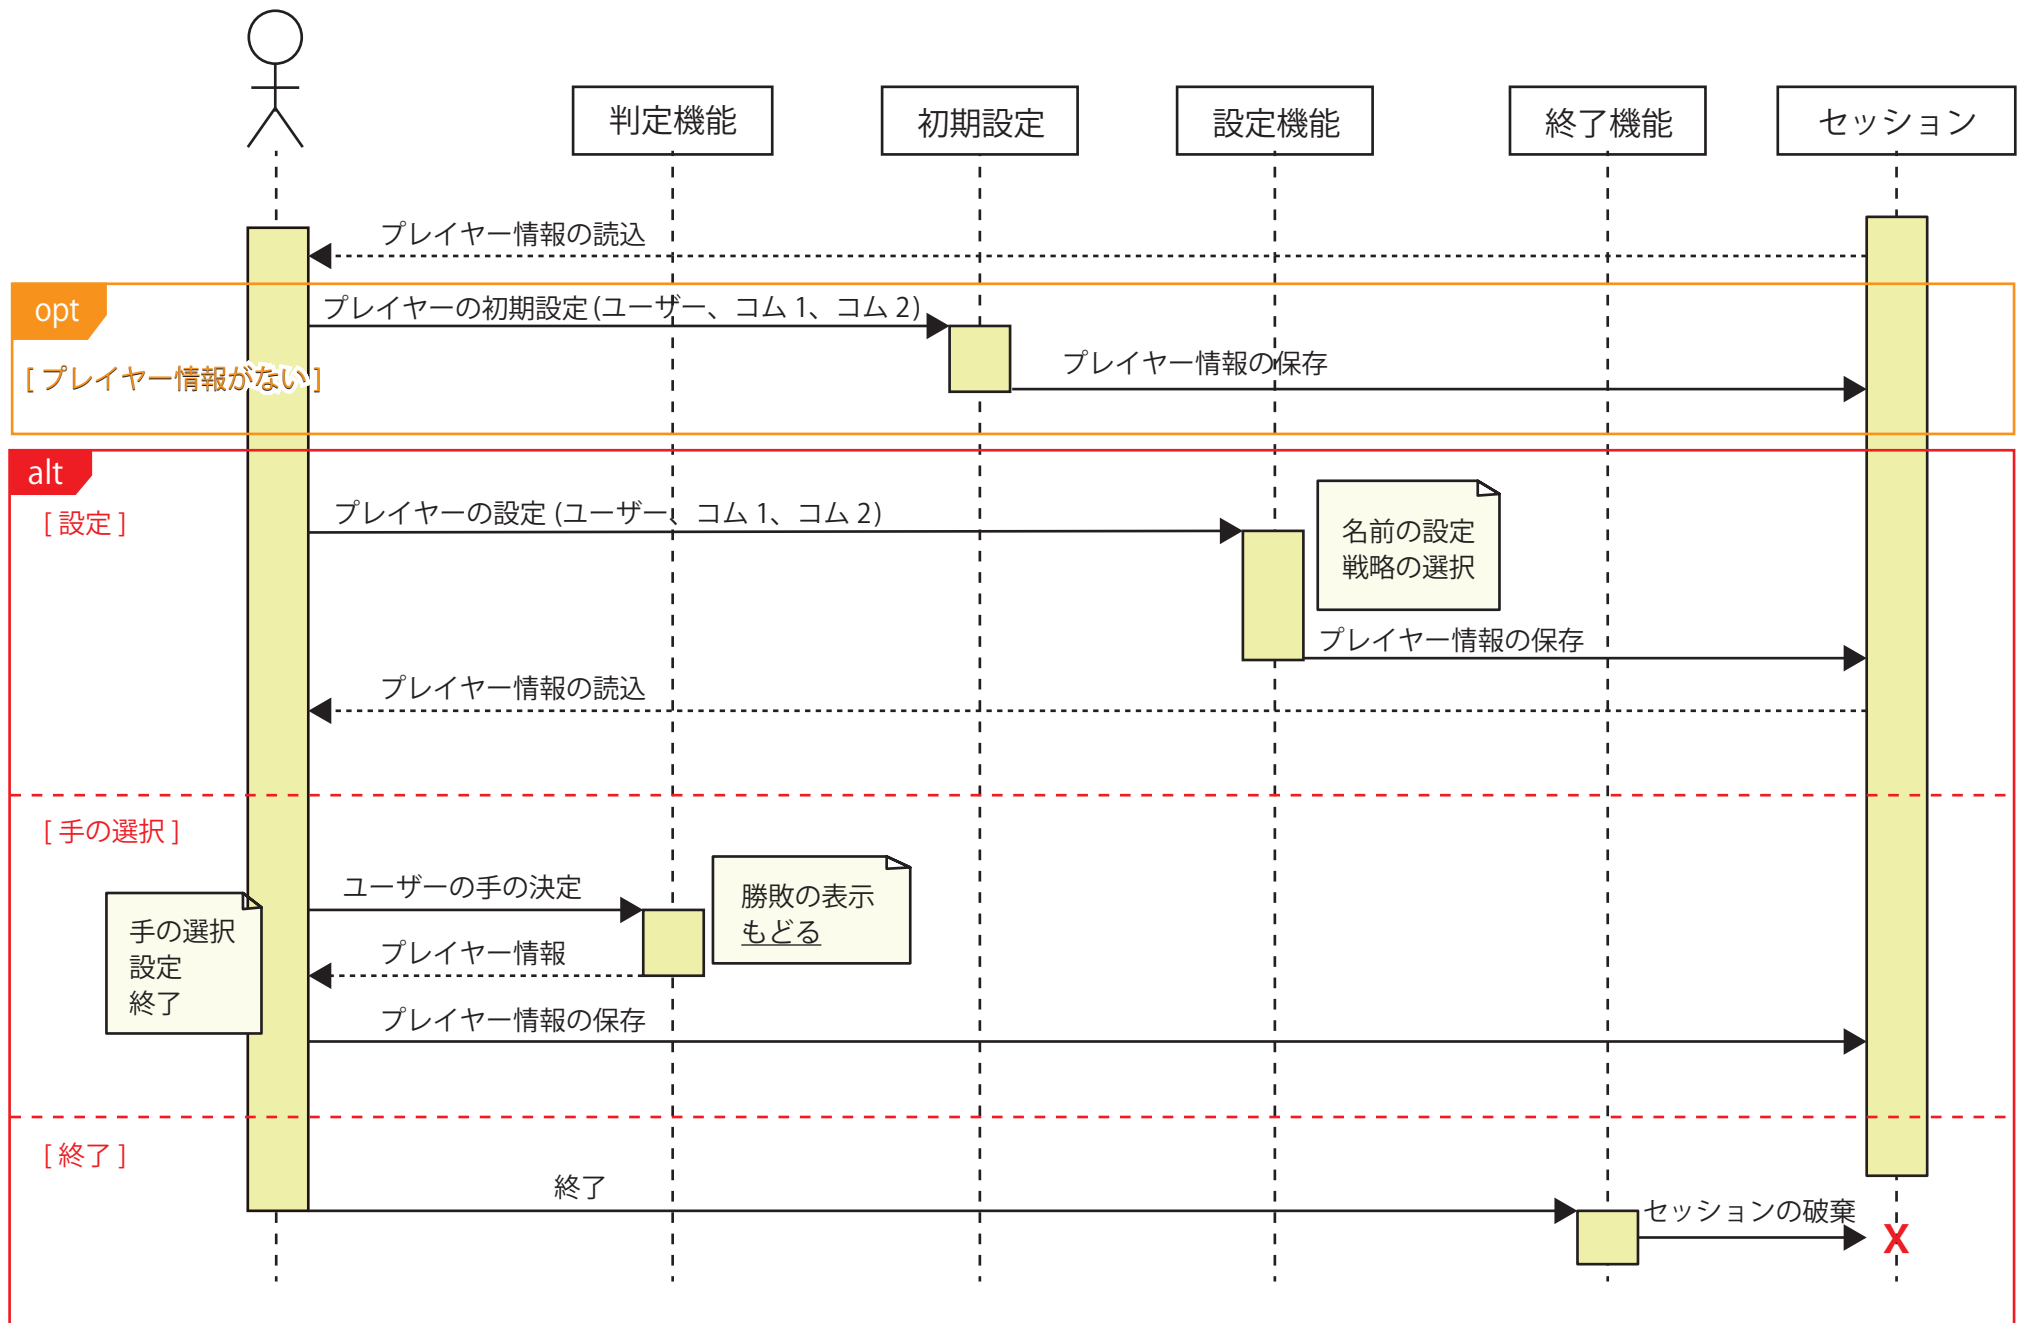 判定機能
初期設定
設定機能
終了機能
セッション
プレイヤー情報の読込
opt
プレイヤーの初期設定 (ユーザー、コム 1、コム 2)
[ プレイヤー情報がない ]
プレイヤー情報の保存
alt
[ 設定 ]
プレイヤーの設定 (ユーザー、コム 1、コム 2)
名前の設定
戦略の選択
プレイヤー情報の保存
プレイヤー情報の読込
[ 手の選択 ]
ユーザーの手の決定
勝敗の表示
もどる
手の選択
設定
終了
プレイヤー情報
プレイヤー情報の保存
[ 終了 ]
終了
セッションの破棄
X